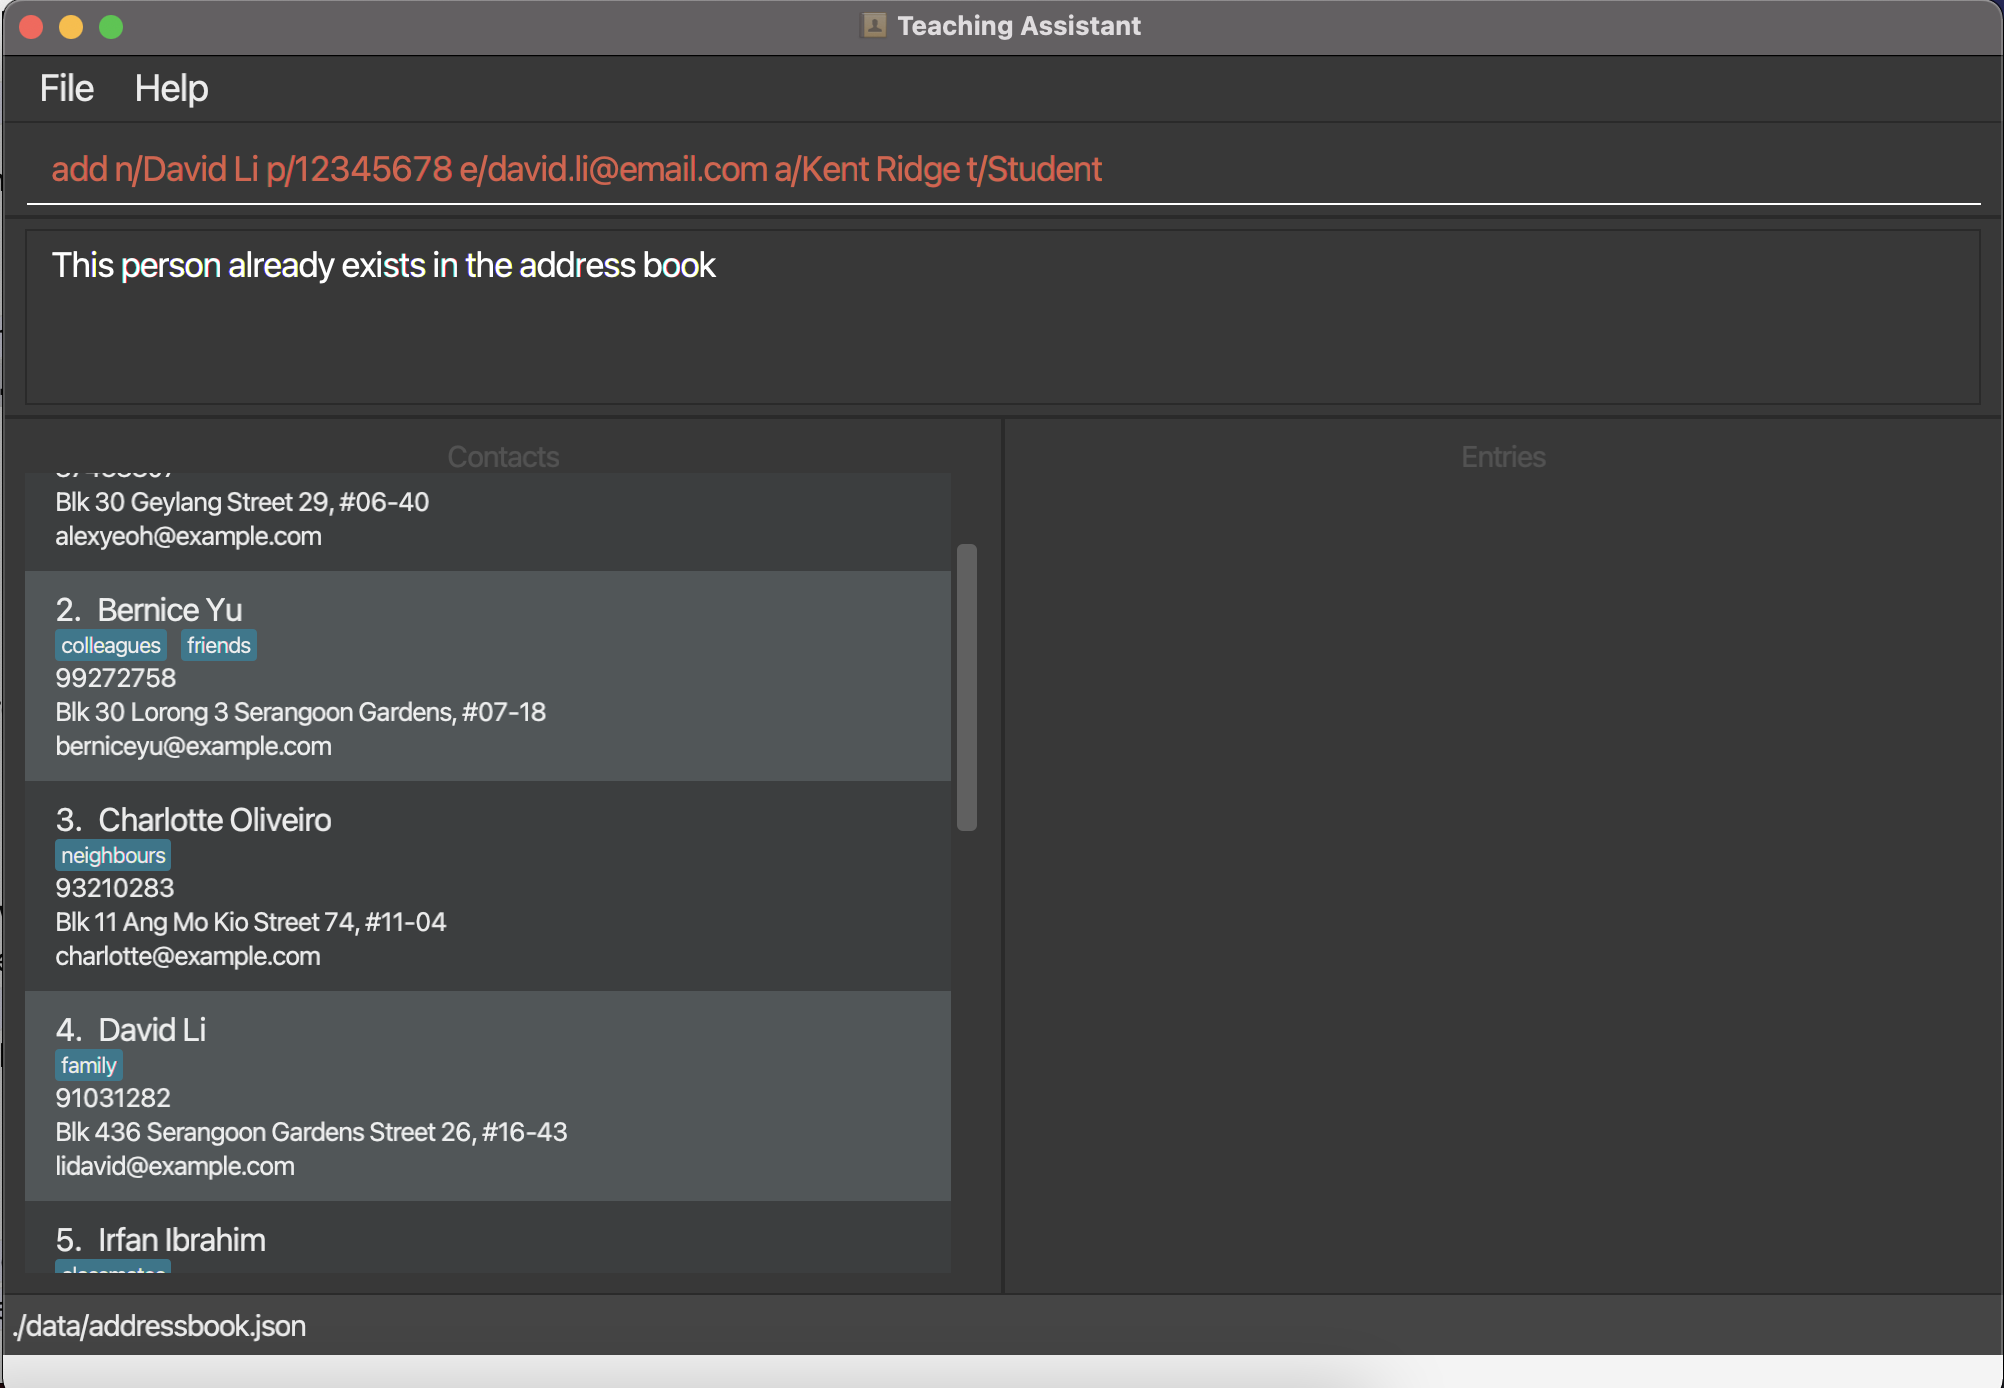 Teaching Assistant
File Help
add n/David Li p/12345678 e/david.li@email.com a/Kent Ridge t/Student
This person already exists in the address book
Contacts
Entries
Blk 30 Geylang Street 29, #06-40
alexyeoh@example.com
2. Bernice Yu
colleagues friends
99272758
Blk 30 Lorong 3 Serangoon Gardens, #07-18
berniceyu@example.com
3. Charlotte Oliveiro
neighbours
93210283
Blk 11 Ang Mo Kio Street 74, #11-04
charlotte@example.com
4. David Li
family
91031282
Blk 436 Serangoon Gardens Street 26, #16-43
lidavid@example.com
5. Irfan Ibrahim
./data/addressbook.json